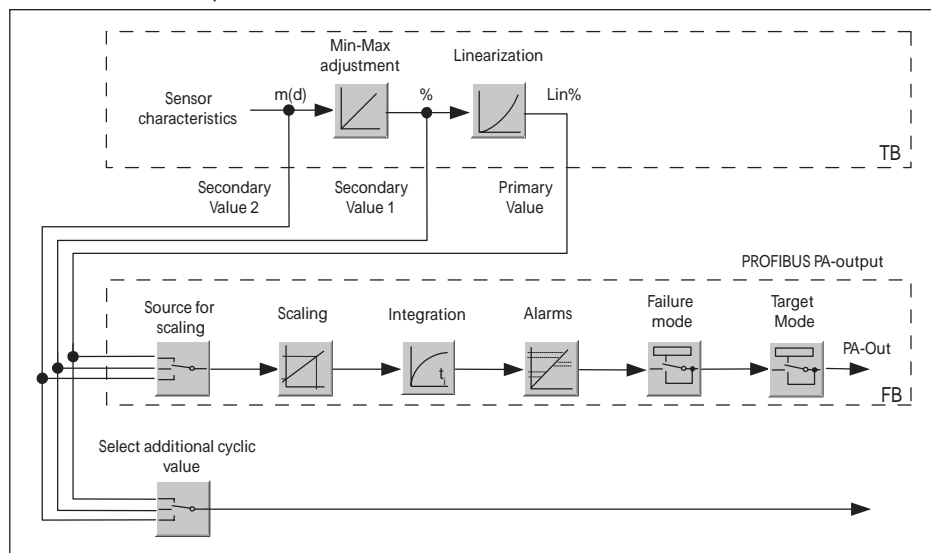 Min-Max
adjustment
Linearization
Sensor
characteristics
m(d)
%
Lin%
TB
Secondary
Value 2
Secondary
Value 1
Primary
Value
PROFIBUS PA-output
Source for
scaling
Scaling
Integration
Alarms
Failure
mode
Target
Mode
ti
PA-Out
FB
Select additional cyclic
value